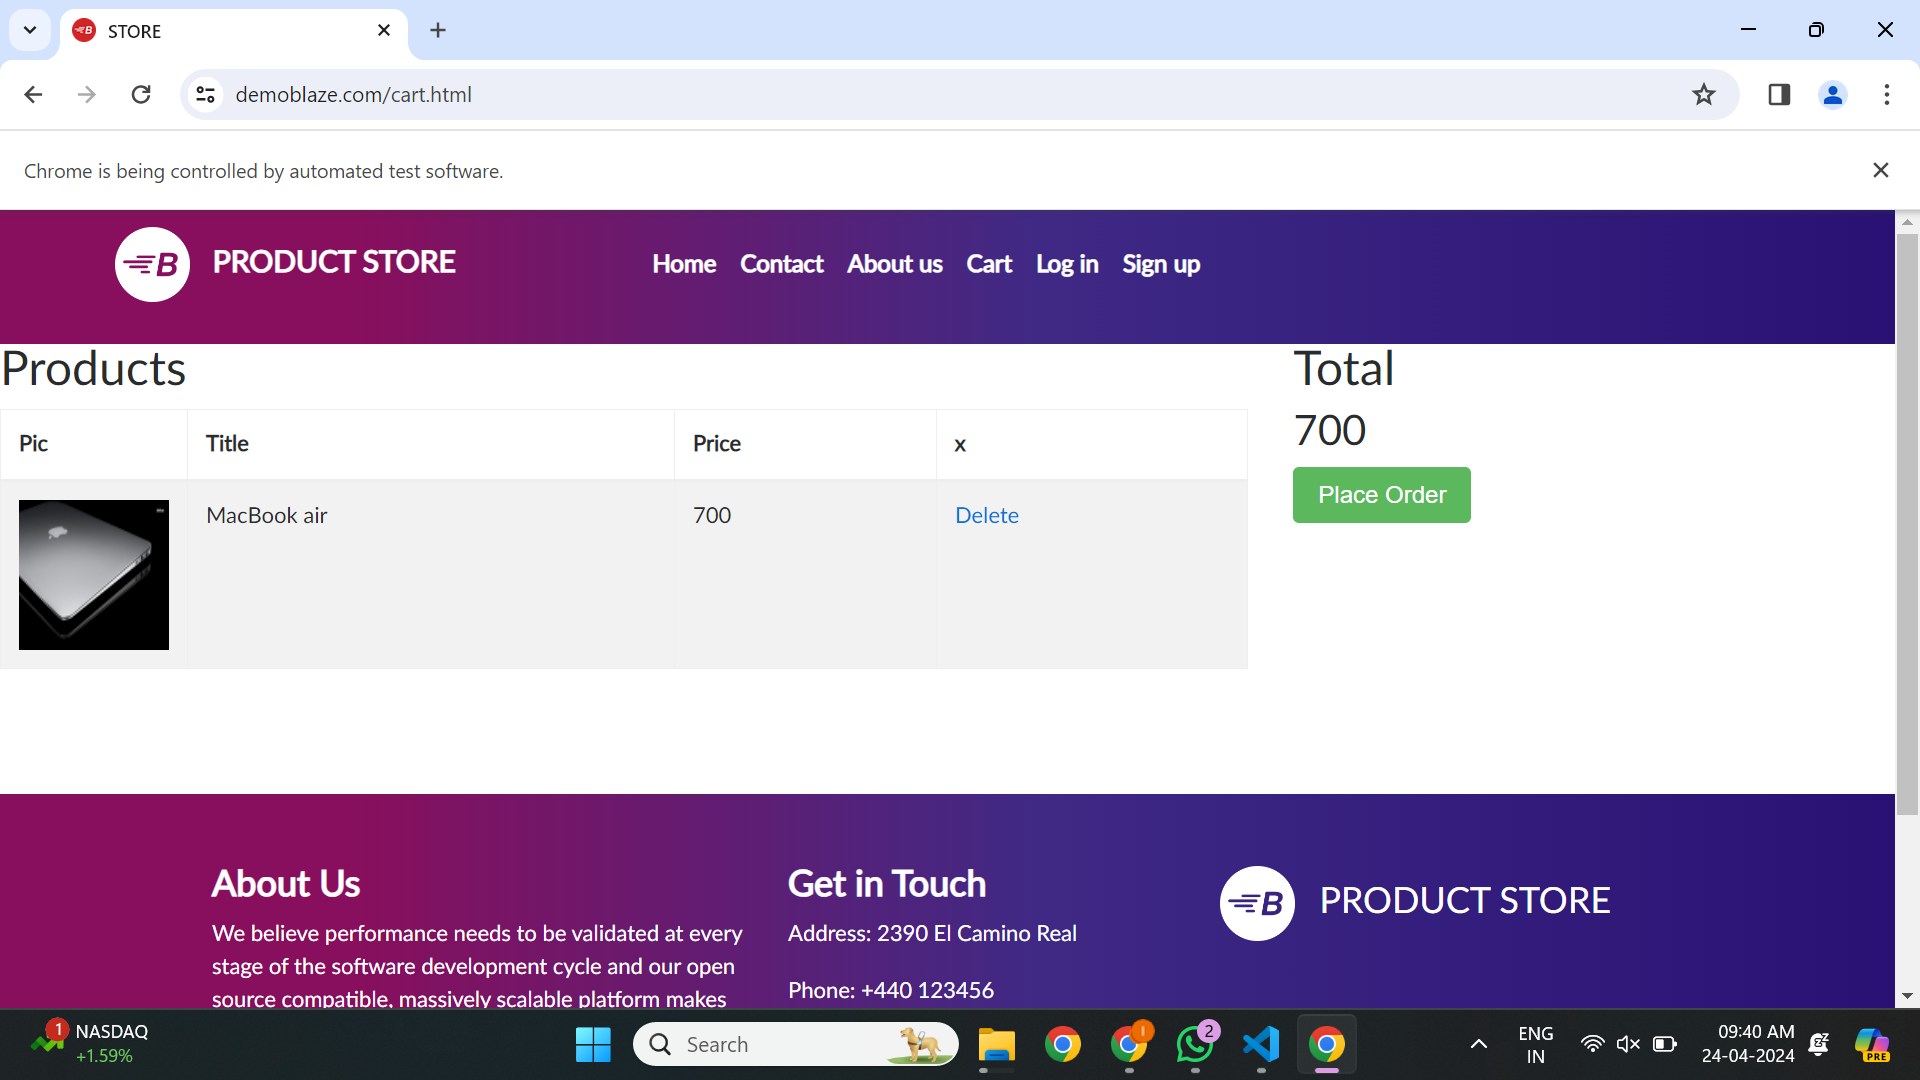 STORE
demoblaze.com/cart.html
Chrome is being controlled by automated test software.
B PRODUCT STORE
Home Contact About us Cart Log in Sign up
Products
Total
Pic Title Price x
700
Place Order
MacBook air 700 Delete
About Us
We believe performance needs to be validated at every
stage of the software development cycle and our open
source compatible, massively scalable platform makes
Get in Touch
Address: 2390 El Camino Real
Phone: +440 123456
B PRODUCT STORE
1
NASDAQ
+1.59%
Search
2
ENG
IN
09:40 AM
24-04-2024
PRE